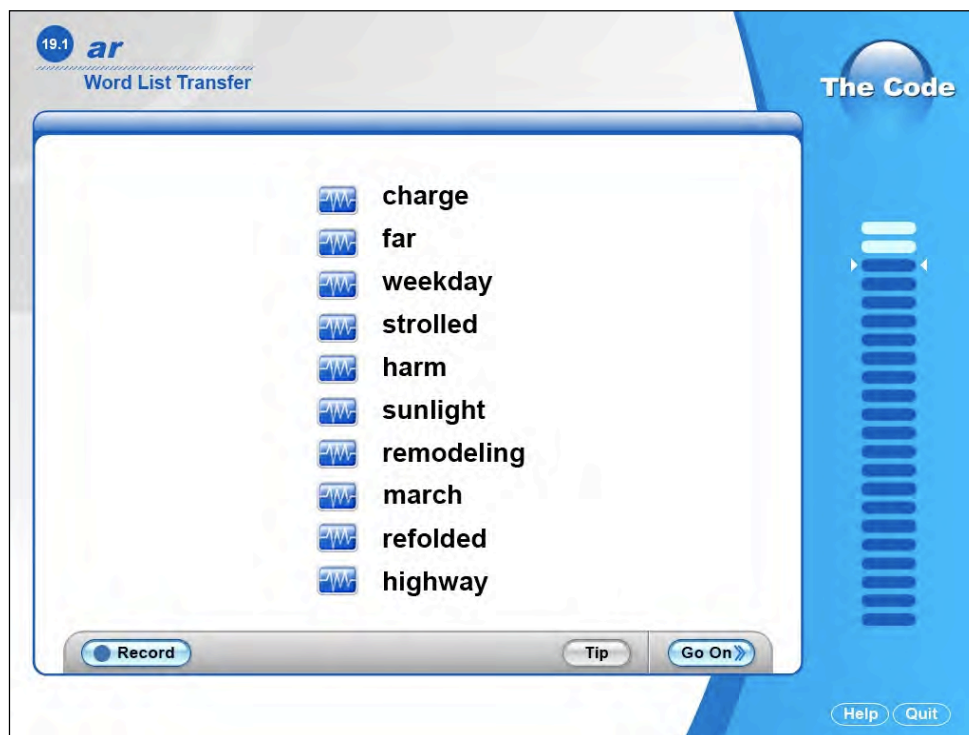 19.1 ar
Word List Transfer
The Code
charge
far
weekday
strolled
harm
sunlight
remodeling
march
refolded
highway
Record
Tip
Go On
Help
Quit